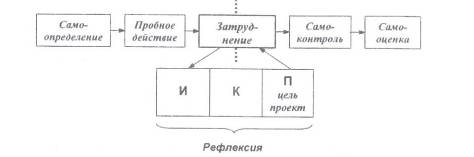 Само-
определение
Пробное
действие
Затруд-
нение
Само-
контроль
Само-
оценка
И
К
П
цель
проект
Рефлексия